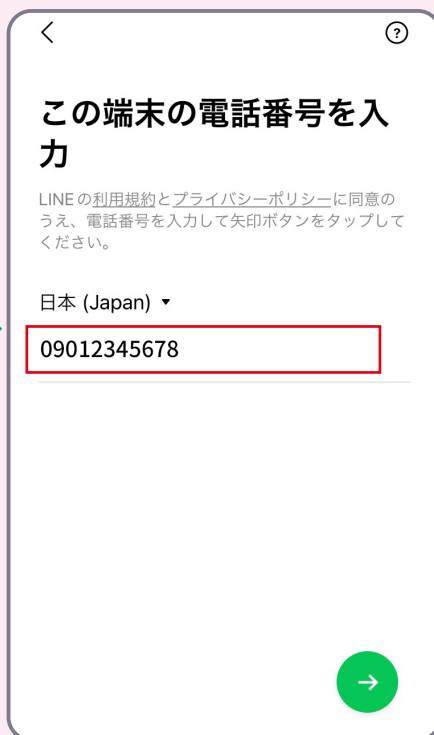 この端末の電話番号を入
力
LINEの利用規約とプライバシーポリシーに同意の
うえ、電話番号を入力して矢印ボタンをタップして
ください。
日本 (Japan)
09012345678